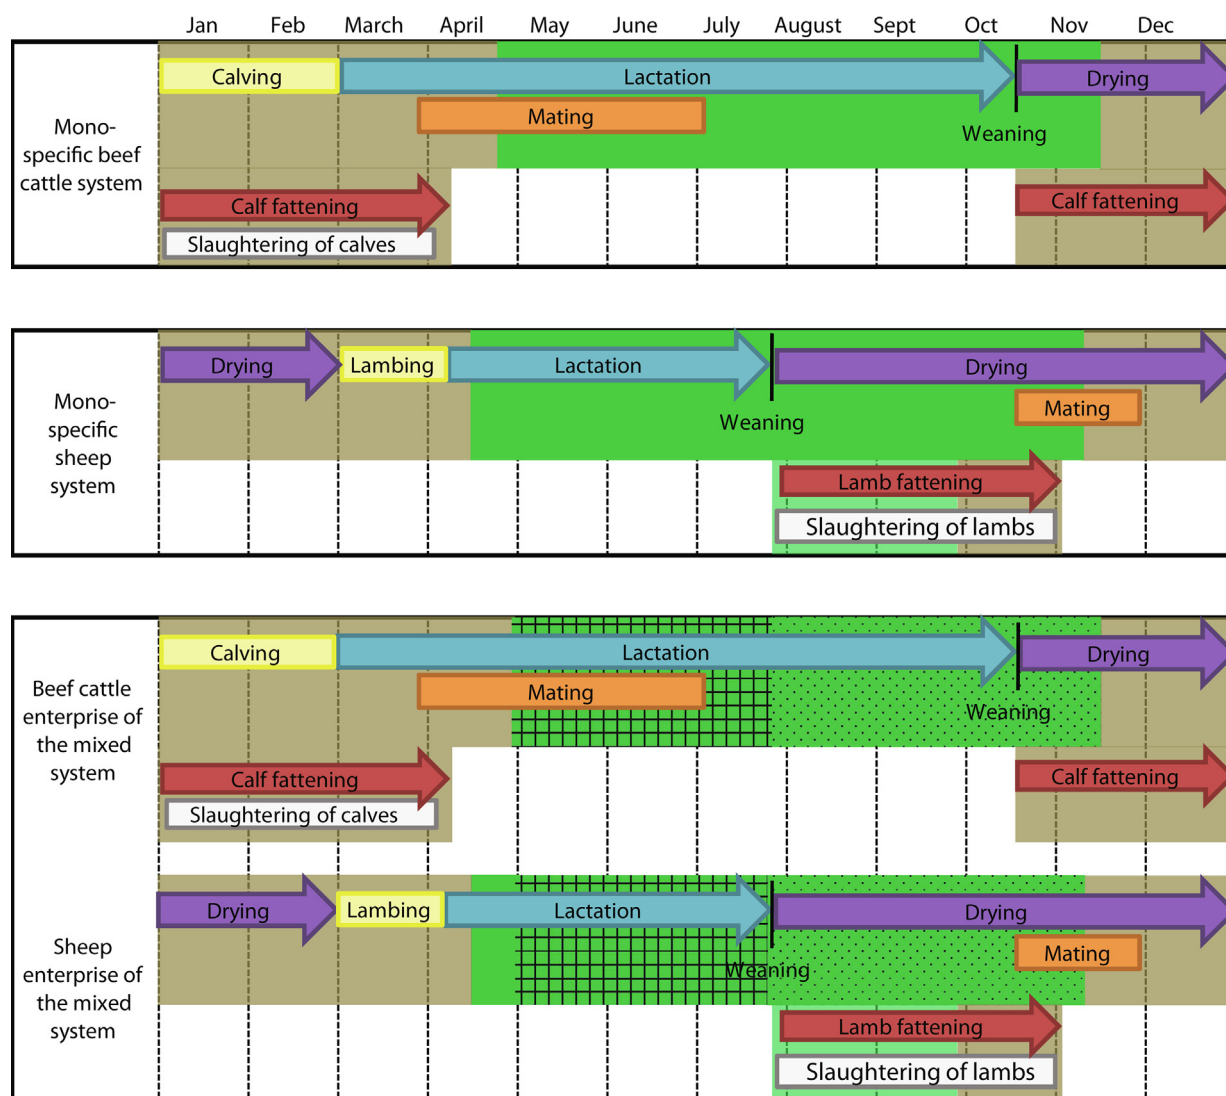 Jan Feb March April May June July August Sept Oct Nov Dec
Calving Lactation Drying
Mating
Weaning
Mono-
specific beef
cattle system
Calf fattening Calf fattening
Slaughtering of calves
Drying Lambing Lactation Drying
Mating
Weaning
Mono-
specific
sheep
system
Lamb fattening
Slaughtering of lambs
Calving Lactation Drying
Mating
Weaning
Beef cattle
enterprise of
the mixed
system
Calf fattening Calf fattening
Slaughtering of calves
Drying Lambing Lactation Drying
Mating
Weaning
Sheep
enterprise of
the mixed
system
Lamb fattening
Slaughtering of lambs